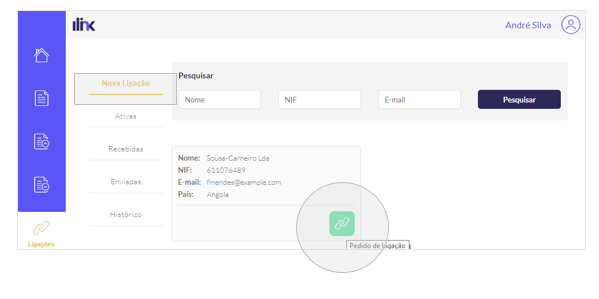 ilink
André Silva
Nova Ligação
Ativas
Recebidas
Enviadas
Histórico
Ligações
Pesquisar
Nome
NIF
E-mail
Pesquisar
Nome: Sousa-Carneiro Lda
NIF: 611076489
E-mail: fmendes@example.com
País: Angola
Pedido de Ligação